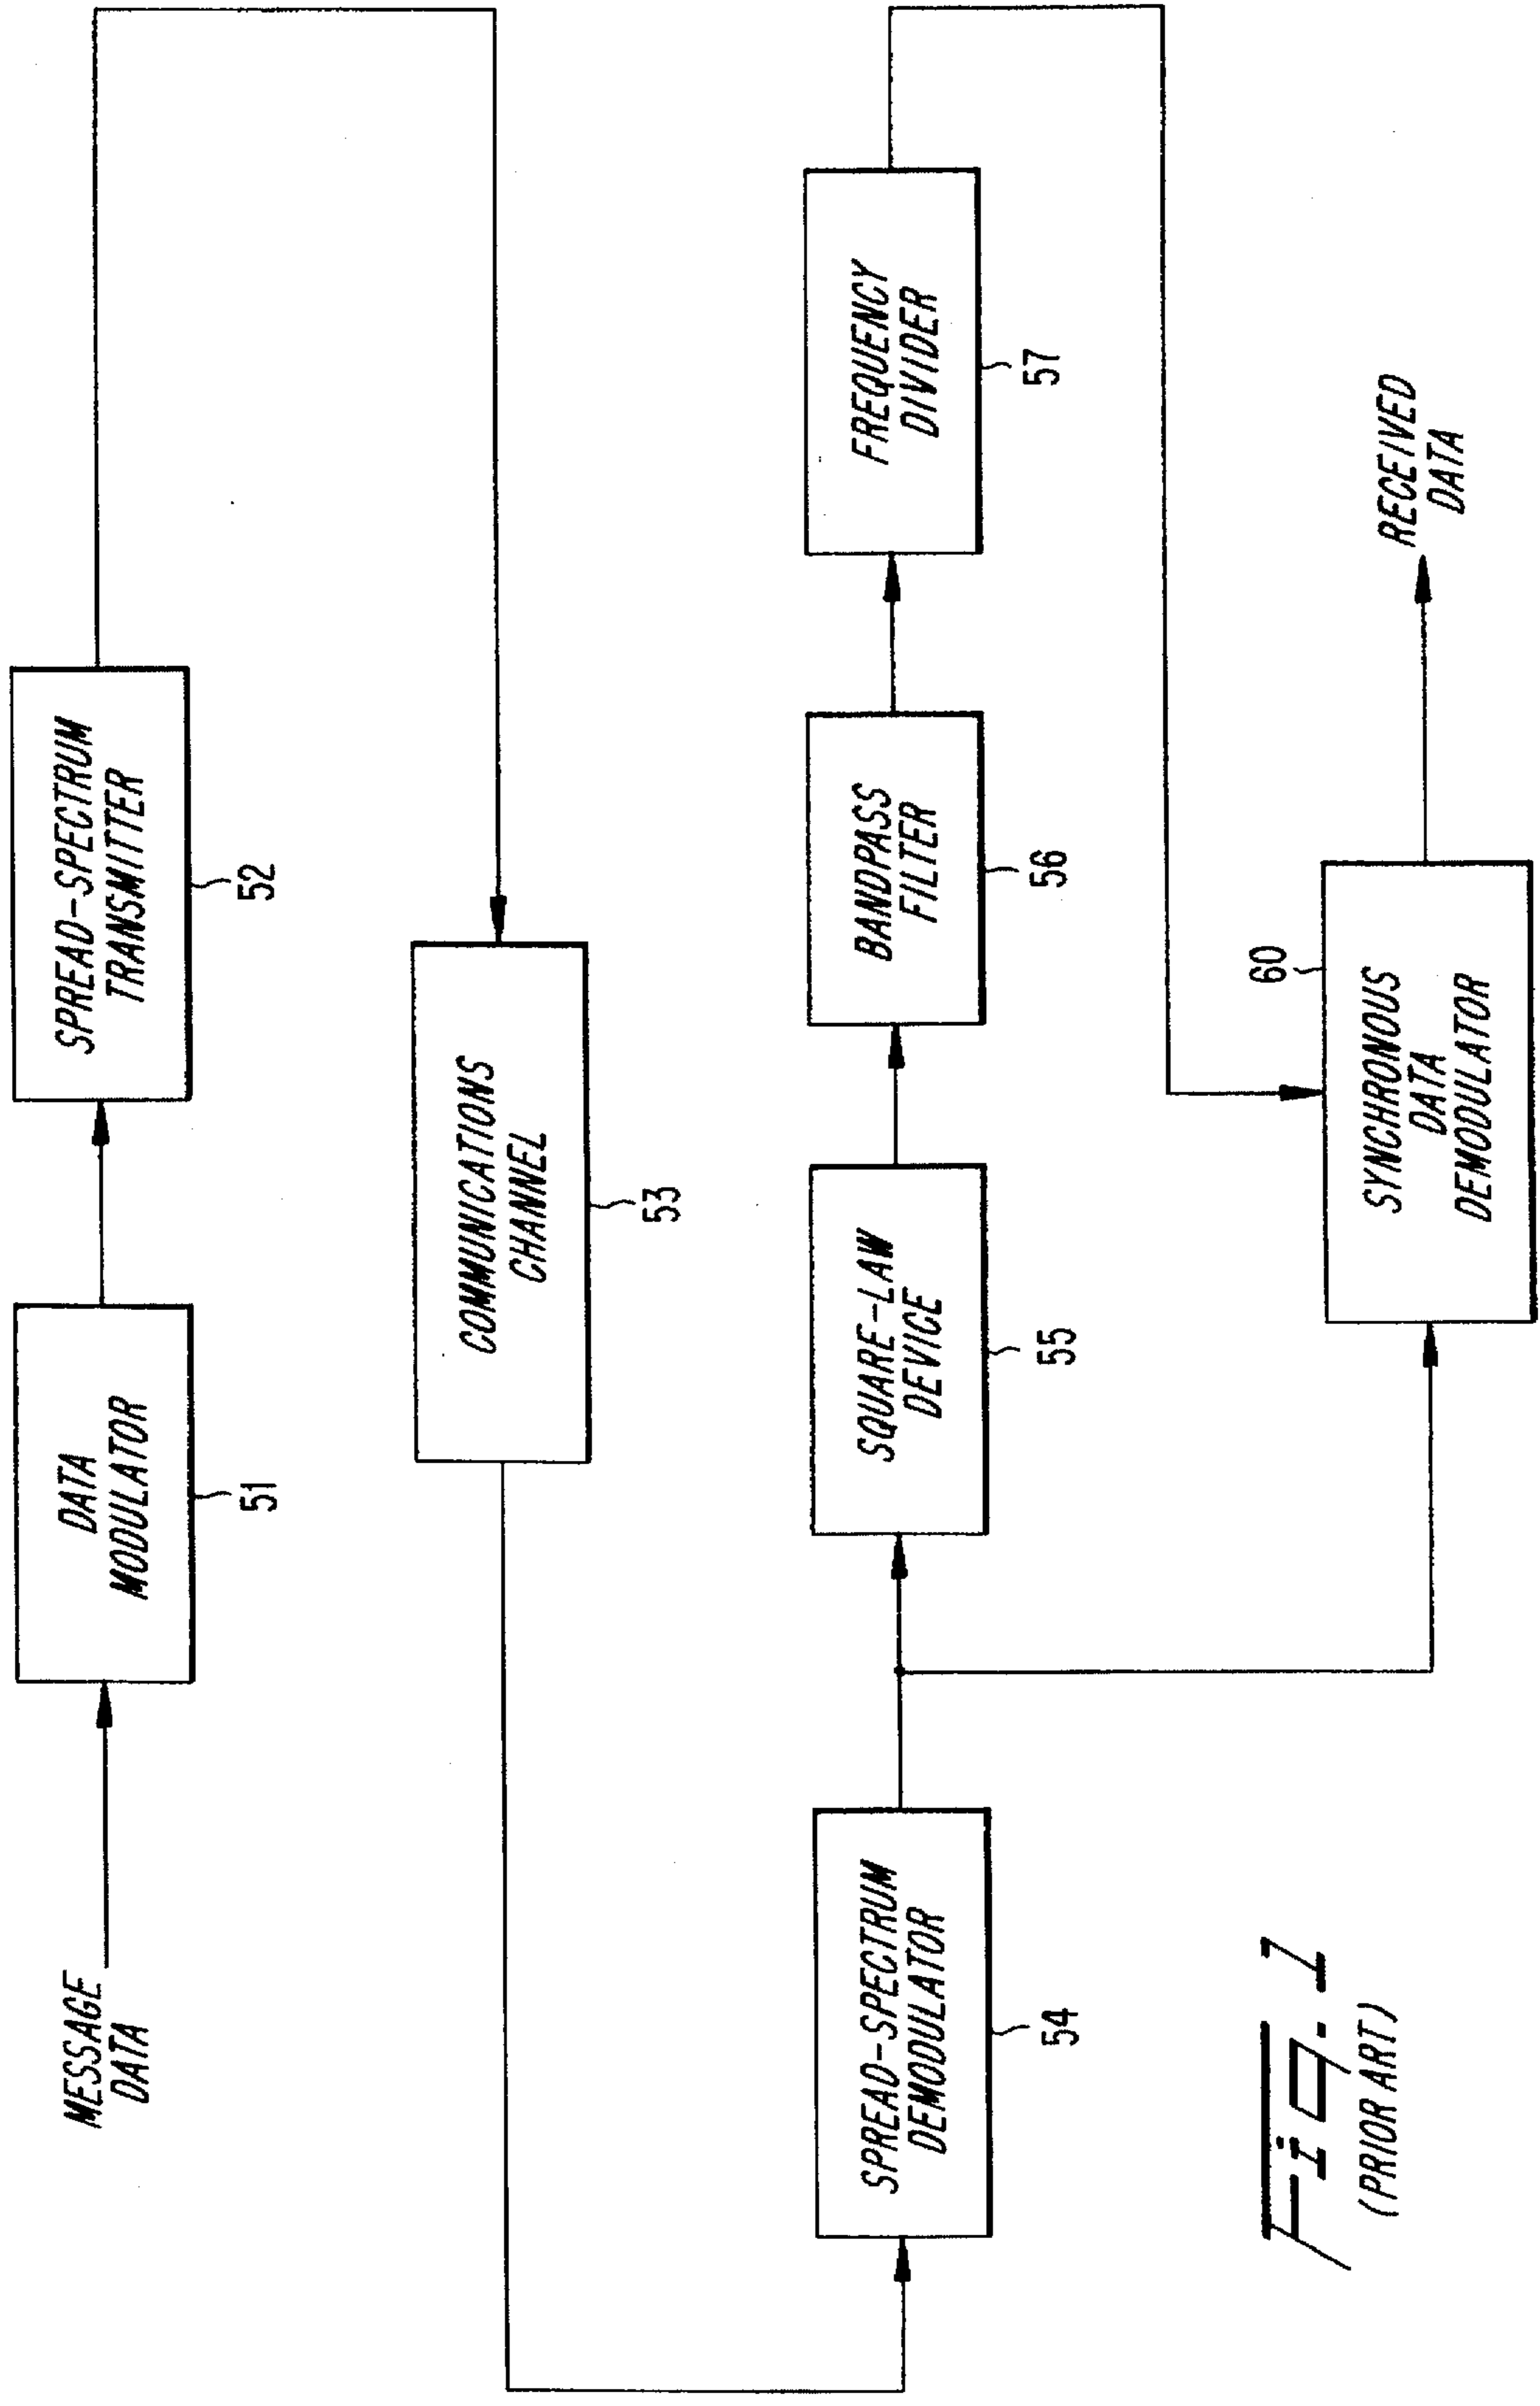 MESSAGE
DATA
DATA
MODULATOR
51
SPREAD-SPECTRUM
TRANSMITTER
52
COMMUNICATIONS
CHANNEL
53
SPREAD-SPECTRUM
DEMODULATOR
54
SQUARE-LAW
DEVICE
55
BANDPASS
FILTER
56
FREQUENCY
DIVIDER
57
60
SYNCHRONOUS
DATA
DEMODULATOR
RECEIVED
DATA
Fig. 1
(PRIOR ART)